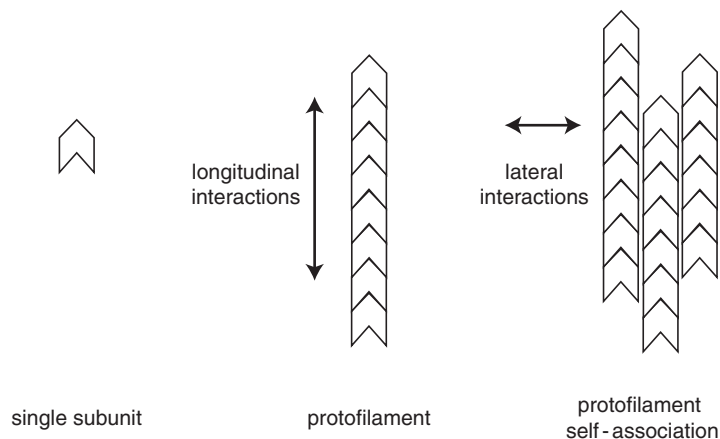 longitudinal
interactions
lateral
interactions
single subunit
protofilament
protofilament
self-association